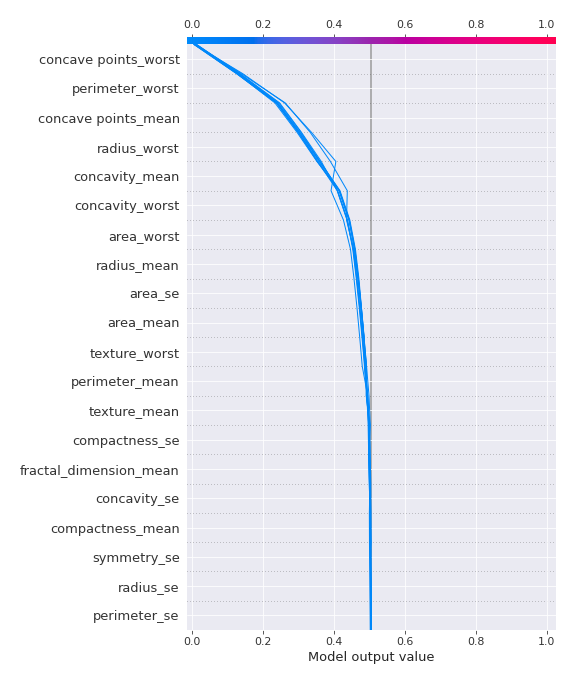 0.0 0.2 0.4 0.6 0.8 1.0
concave points_worst
perimeter_worst
concave points_mean
radius_worst
concavity_mean
concavity_worst
area_worst
radius_mean
area_se
area_mean
texture_worst
perimeter_mean
texture_mean
compactness_se
fractal_dimension_mean
concavity_se
compactness_mean
symmetry_se
radius_se
perimeter_se
0.0 0.2 0.4 0.6 0.8 1.0
Model output value